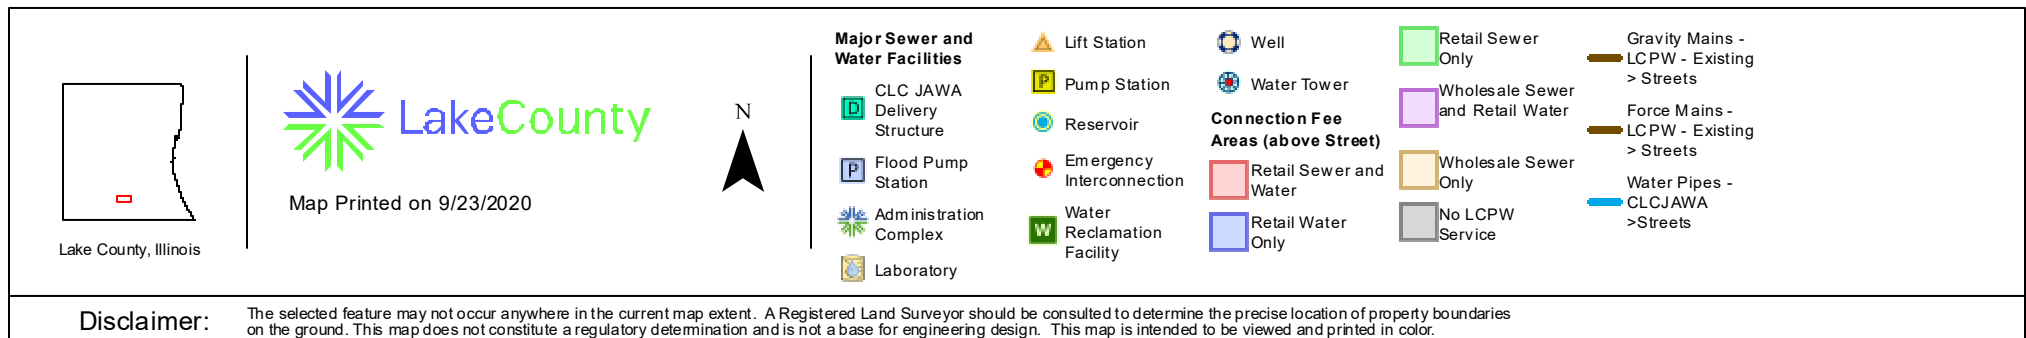 Lake County, Illinois
LakeCounty
Map Printed on 9/23/2020
N
Major Sewer and
Water Facilities
D
CLC JAWA
Delivery
Structure
P
Flood Pump
Station
Administration
Complex
Laboratory
Lift Station
P
Pump Station
Reservoir
Emergency
Interconnection
W
Water
Reclamation
Facility
Well
Water Tower
Connection Fee
Areas (above Street)
Retail Sewer and
Water
Retail Water
Only
Retail Sewer
Only
Wholesale Sewer
and Retail Water
Wholesale Sewer
Only
No LCPW
Service
Gravity Mains -
LCPW - Existing
> Streets
Force Mains -
LCPW - Existing
> Streets
Water Pipes -
CLCJAWA
>Streets
Disclaimer:
The selected feature may not occur anywhere in the current map extent.  A Registered Land Surveyor should be consulted to determine the precise location of property boundaries
on the ground. This map does not constitute a regulatory determination and is not a base for engineering design.  This map is intended to be viewed and printed in color.